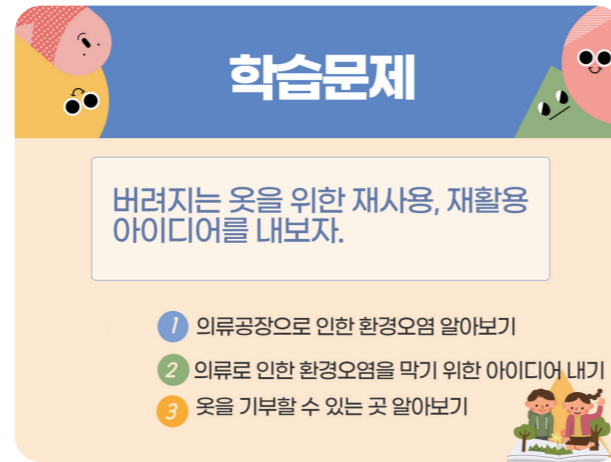 학습문제
버려지는 옷을 위한 재사용, 재활용
아이디어를 내보자.
1 의류공장으로 인한 환경오염 알아보기
2 의류로 인한 환경오염을 막기 위한 아이디어 내기
3 옷을 기부할 수 있는 곳 알아보기